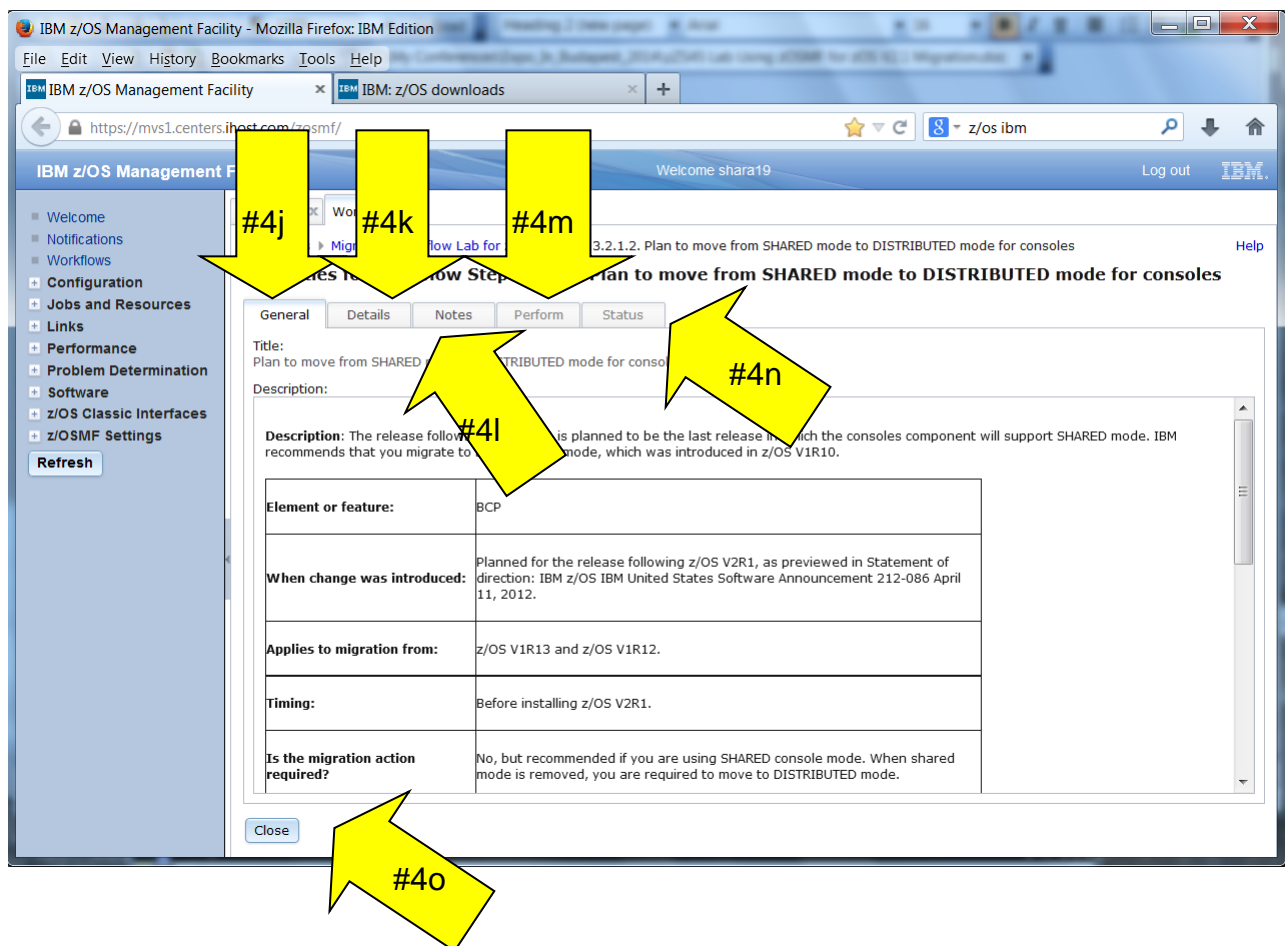 IBM z/OS Management Facility - Mozilla Firefox: IBM Edition
File Edit View History Bookmarks Tools Help
IBM IBM z/OS Management Facility × IBM IBM: z/OS downloads × +
https://mvs1.centers.ihost.com/zosmf/ 8 z/os ibm
IBM z/OS Management F Welcome shara19 Log out IBM.
Welcome
Notifications
Workflows
Configuration
Jobs and Resources
Links
Performance
Problem Determination
Software
z/OS Classic Interfaces
z/OSMF Settings
Refresh
#4j
#4k
#4m
3.2.1.2. Plan to move from SHARED mode to DISTRIBUTED mode for consoles Help
lan to move from SHARED mode to DISTRIBUTED mode for consoles
General Details Notes Perform Status
#4n
Title:
Plan to move from SHARED TRIBUTED mode for conso
Description:
#4l
Description: The release follow is planned to be the last release in which the consoles component will support SHARED mode. IBM
recommends that you migrate to mode, which was introduced in z/OS V1R10.
Element or feature: BCP
When change was introduced: Planned for the release following z/OS V2R1, as previewed in Statement of
direction: IBM z/OS IBM United States Software Announcement 212-086 April
11, 2012.
Applies to migration from: z/OS V1R13 and z/OS V1R12.
Timing: Before installing z/OS V2R1.
Is the migration action required? No, but recommended if you are using SHARED console mode. When shared
mode is removed, you are required to move to DISTRIBUTED mode.
Close
#4o